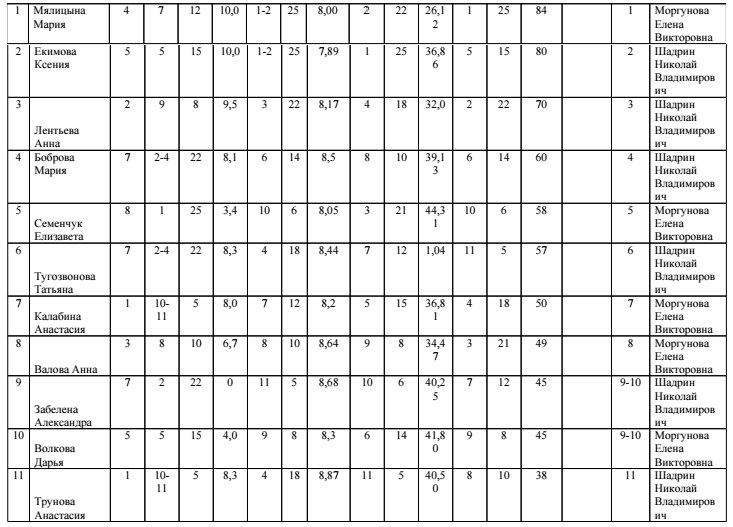 1 Мялицына Мария 4 7 12 10,0 1-2 25 8,00 2 22 26,12 1 25 84 1 Моргунова Елена Викторовна
2 Екимова Ксения 5 5 15 10,0 1-2 25 7,89 1 25 36,86 5 15 80 2 Шадрин Николай Владимирович
3 Лентьева Анна 2 9 8 9,5 3 22 8,17 4 18 32,0 2 22 70 3 Шадрин Николай Владимирович
4 Боброва Мария 7 2-4 22 8,1 6 14 8,5 8 10 39,13 6 14 60 4 Шадрин Николай Владимирович
5 Семенчук Елизавета 8 1 25 3,4 10 6 8,05 3 21 44,31 10 6 58 5 Моргунова Елена Викторовна
6 Тугозвонова Татьяна 7 2-4 22 8,3 4 18 8,44 7 12 1,04 11 5 57 6 Шадрин Николай Владимирович
7 Калабина Анастасия 1 10-11 5 8,0 7 12 8,2 5 15 36,81 4 18 50 7 Моргунова Елена Викторовна
8 Валова Анна 3 8 10 6,7 8 10 8,64 9 8 34,47 3 21 49 8 Моргунова Елена Викторовна
9 Забелена Александра 7 2 22 0 11 5 8,68 10 6 40,25 7 12 45 9-10 Шадрин Николай Владимирович
10 Волкова Дарья 5 5 15 4,0 9 8 8,3 6 14 41,80 9 8 45 9-10 Моргунова Елена Викторовна
11 Трунова Анастасия 1 10-11 5 8,3 4 18 8,87 11 5 40,50 8 10 38 11 Шадрин Николай Владимирович